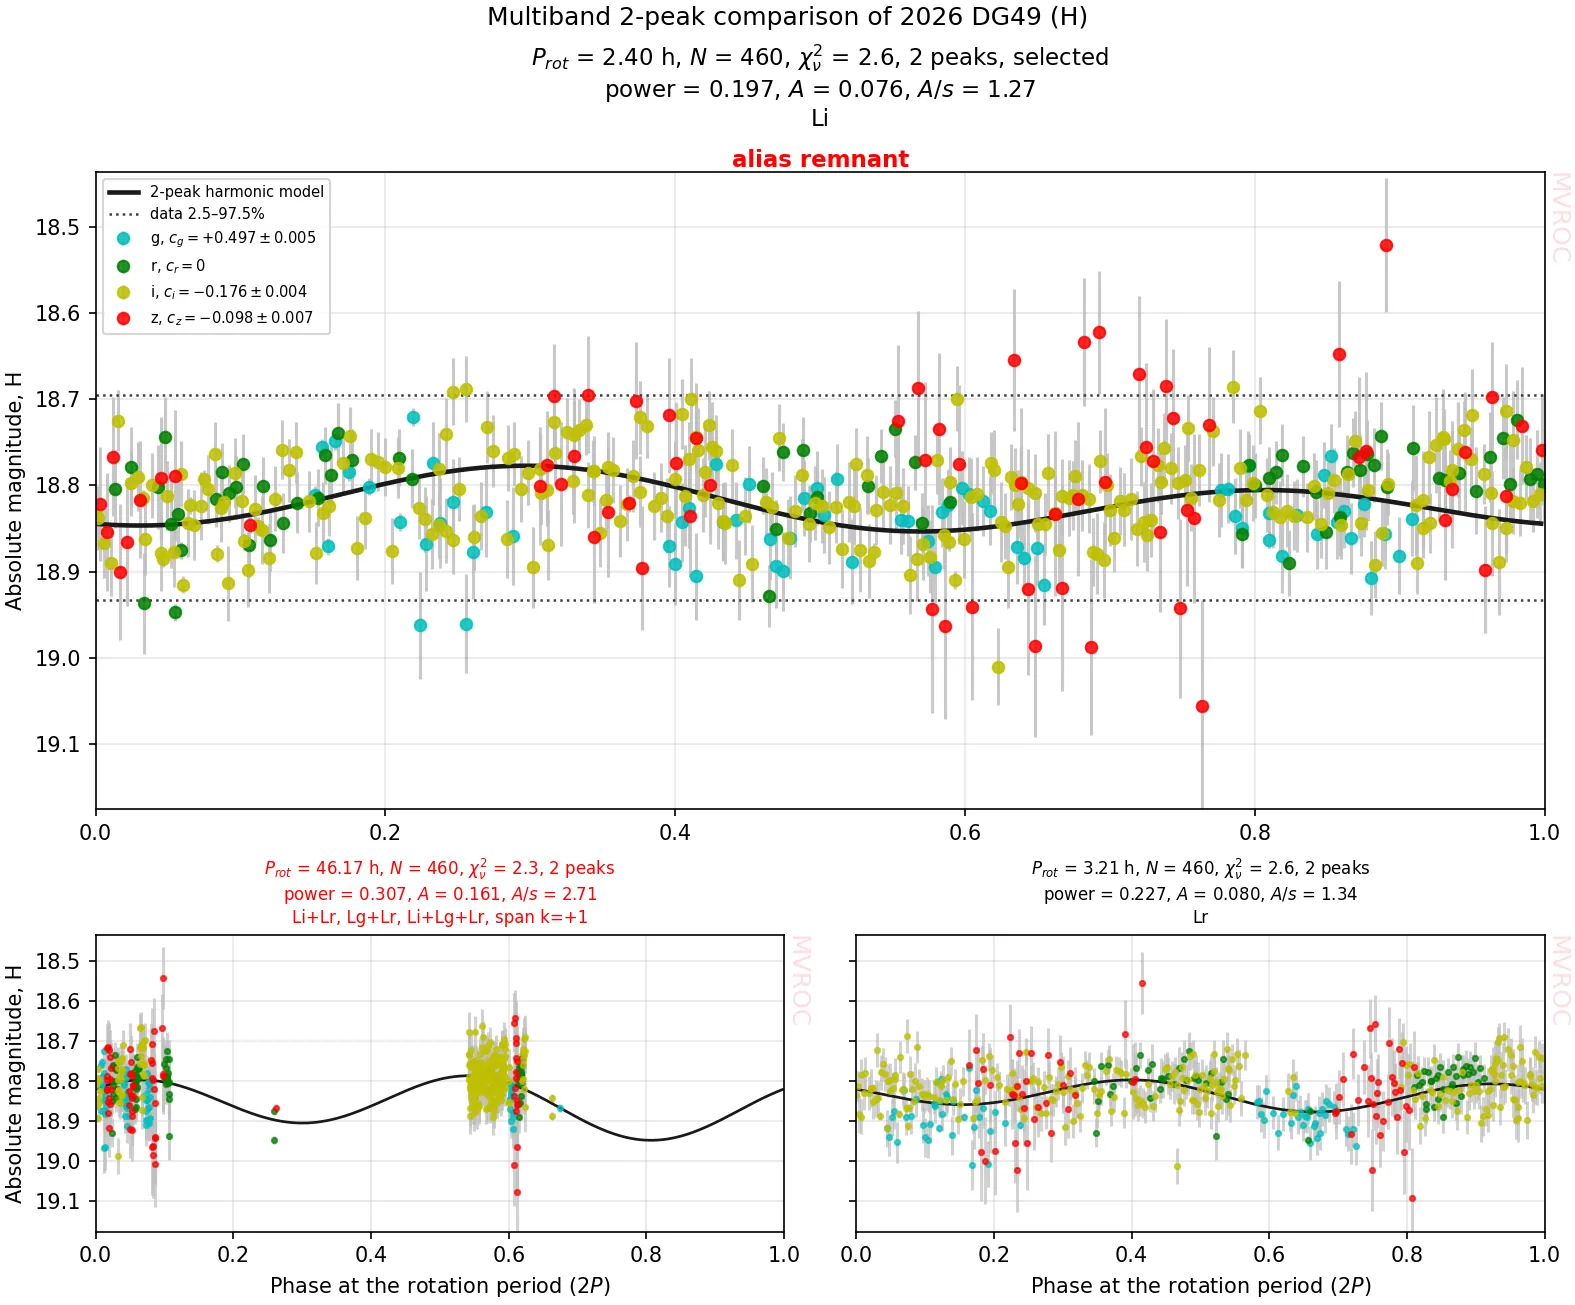 Multiband 2-peak comparison of 2026 DG49 (H)
P_rot = 2.40 h, N = 460, χ²_ν = 2.6, 2 peaks, selected
power = 0.197, A = 0.076, A/s = 1.27
Li
alias remnant
MVROC
2-peak harmonic model
data 2.5–97.5%
g, c_g = +0.497 ± 0.005
r, c_r = 0
i, c_i = −0.176 ± 0.004
z, c_z = −0.098 ± 0.007
Absolute magnitude, H
18.5
18.6
18.7
18.8
18.9
19.0
19.1
0.0 0.2 0.4 0.6 0.8 1.0
P_rot = 46.17 h, N = 460, χ²_ν = 2.3, 2 peaks
power = 0.307, A = 0.161, A/s = 2.71
Li+Lr, Lg+Lr, Li+Lg+Lr, span k=+1
MVROC
Absolute magnitude, H
18.5
18.6
18.7
18.8
18.9
19.0
19.1
0.0 0.2 0.4 0.6 0.8 1.0
Phase at the rotation period (2P)
P_rot = 3.21 h, N = 460, χ²_ν = 2.6, 2 peaks
power = 0.227, A = 0.080, A/s = 1.34
Lr
MVROC
0.0 0.2 0.4 0.6 0.8 1.0
Phase at the rotation period (2P)